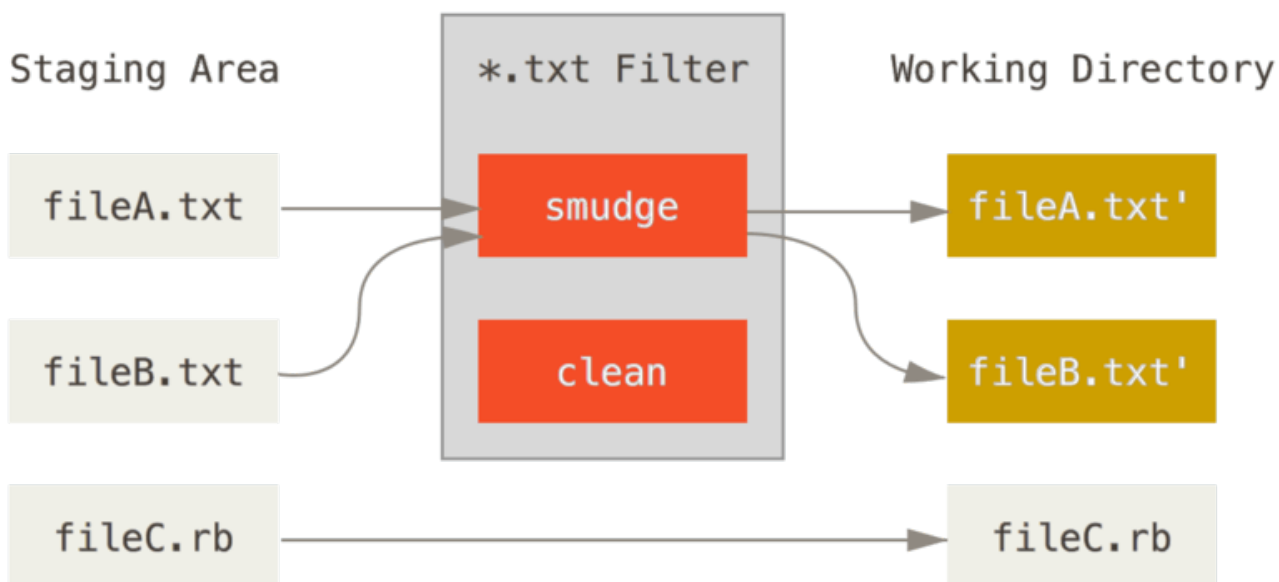 Staging Area
*.txt Filter
Working Directory
fileA.txt
smudge
fileA.txt'
fileB.txt
clean
fileB.txt'
fileC.rb
fileC.rb